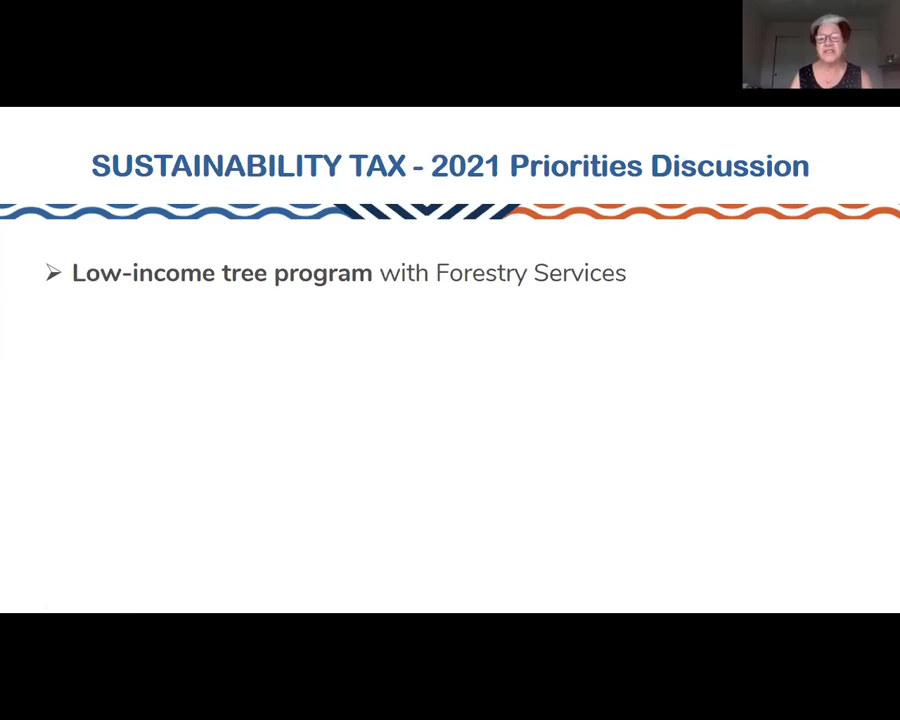 SUSTAINABILITY TAX - 2021 Priorities Discussion
Low-income tree program with Forestry Services